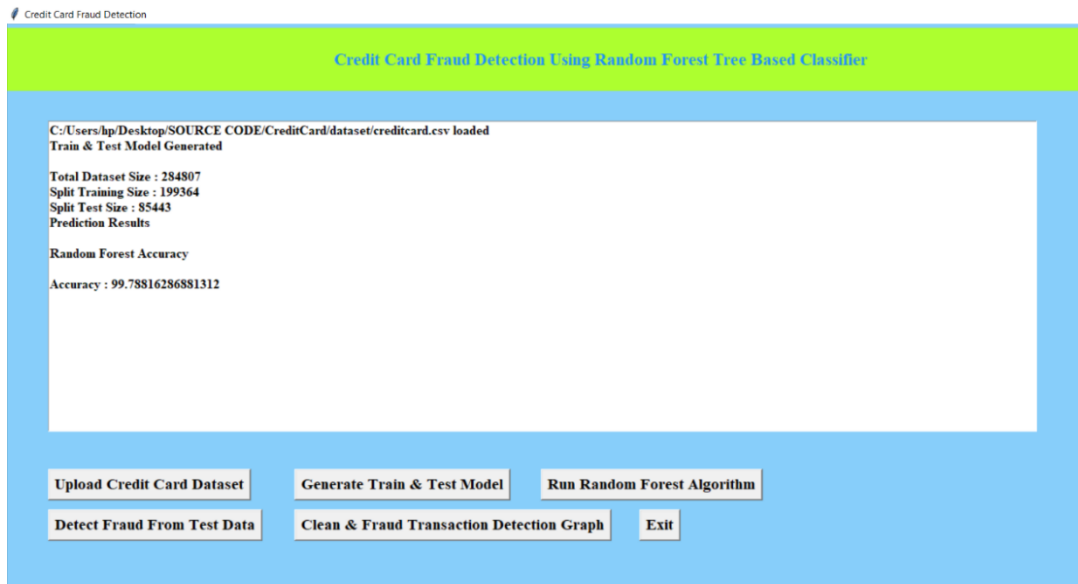 Credit Card Fraud Detection
Credit Card Fraud Detection Using Random Forest Tree Based Classifier
C:/Users/hp/Desktop/SOURCE CODE/CreditCard/dataset/creditcard.csv loaded
Train & Test Model Generated
Total Dataset Size : 284807
Split Training Size : 199364
Split Test Size : 85443
Prediction Results
Random Forest Accuracy
Accuracy : 99.78816286881312
Upload Credit Card Dataset
Generate Train & Test Model
Run Random Forest Algorithm
Detect Fraud From Test Data
Clean & Fraud Transaction Detection Graph
Exit